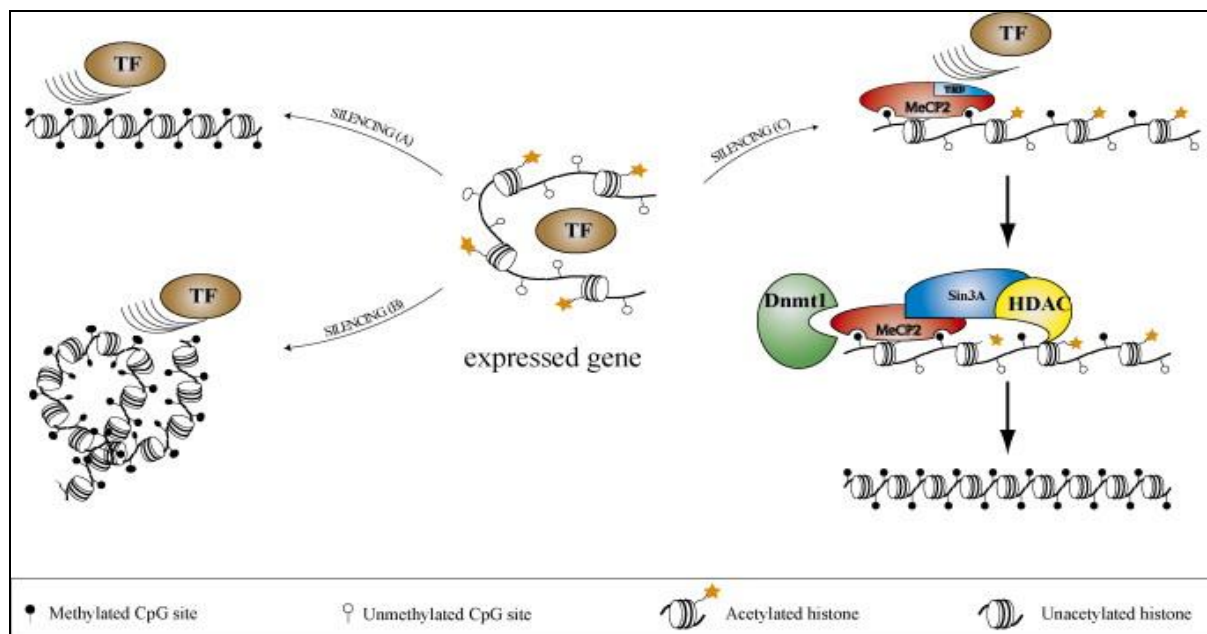 TF
TF
TRD
MeCP2
SILENCING (A)
SILENCING (C)
TF
TF
SILENCING (B)
expressed gene
Dnmt1
Sin3A
HDAC
MeCP2
Methylated CpG site
Unmethylated CpG site
Acetylated histone
Unacetylated histone